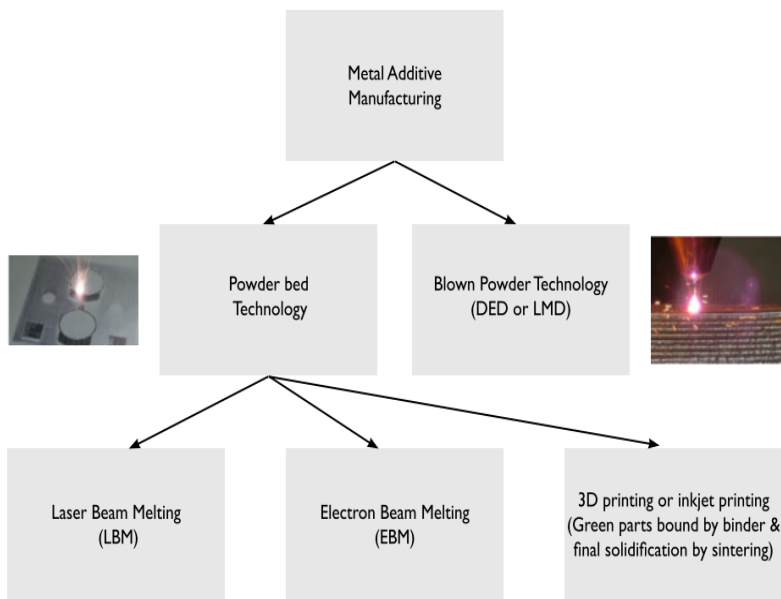 Metal Additive
Manufacturing
Powder bed
Technology
Blown Powder Technology
(DED or LMD)
Laser Beam Melting
(LBM)
Electron Beam Melting
(EBM)
3D printing or inkjet printing
(Green parts bound by binder &
final solidification by sintering)